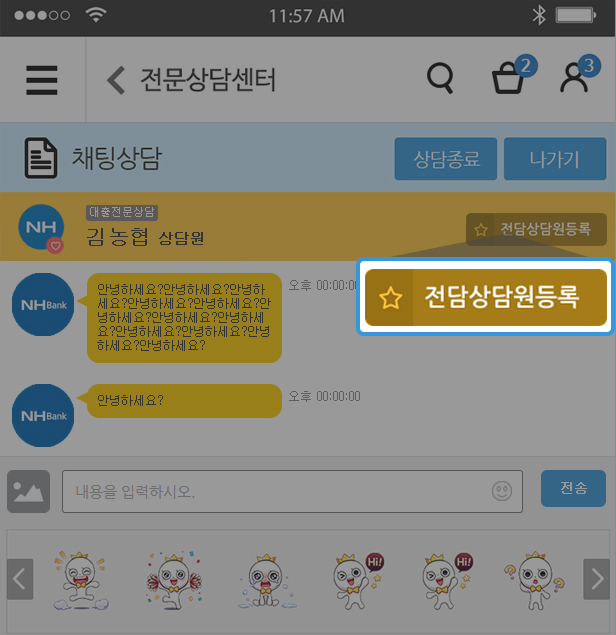 11:57 AM
전문상담센터
2
3
채팅상담
상담종료
나가기
NH
대출전문상담
김농협 상담원
전담상담원등록
전담상담원등록
NH Bank
안녕하세요?안녕하세요?안녕하
세요?안녕하세요?안녕하세요?안
녕하세요?안녕하세요?안녕하세
요?안녕하세요?안녕하세요?안녕
하세요?안녕하세요?
오후 00:00:00
NH Bank
안녕하세요?
오후 00:00:00
내용을 입력하시오.
전송
Hi!
Hi!